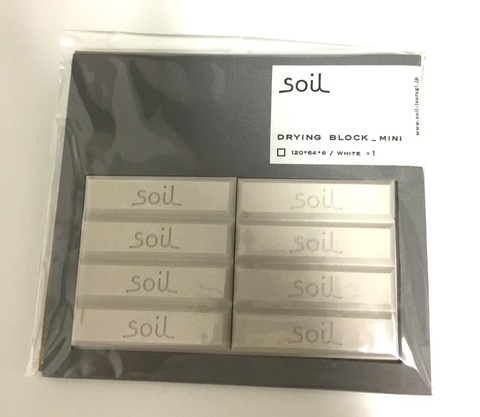 soil
www.soil-isurugi.jp
DRYING BLOCK_MINI
120*64*6 / WHITE ×1
soil soil
soil soil
soil soil
soil soil